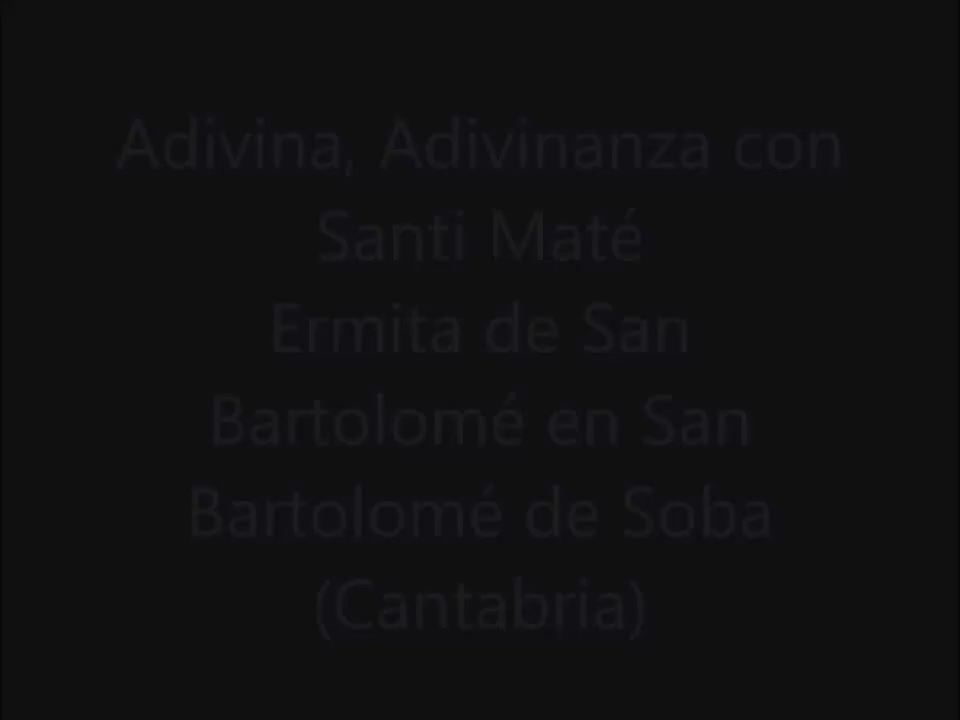 Adivina, Adivinanza con
Santi Maté
Ermita de San
Bartolomé en San
Bartolomé de Soba
(Cantabria)